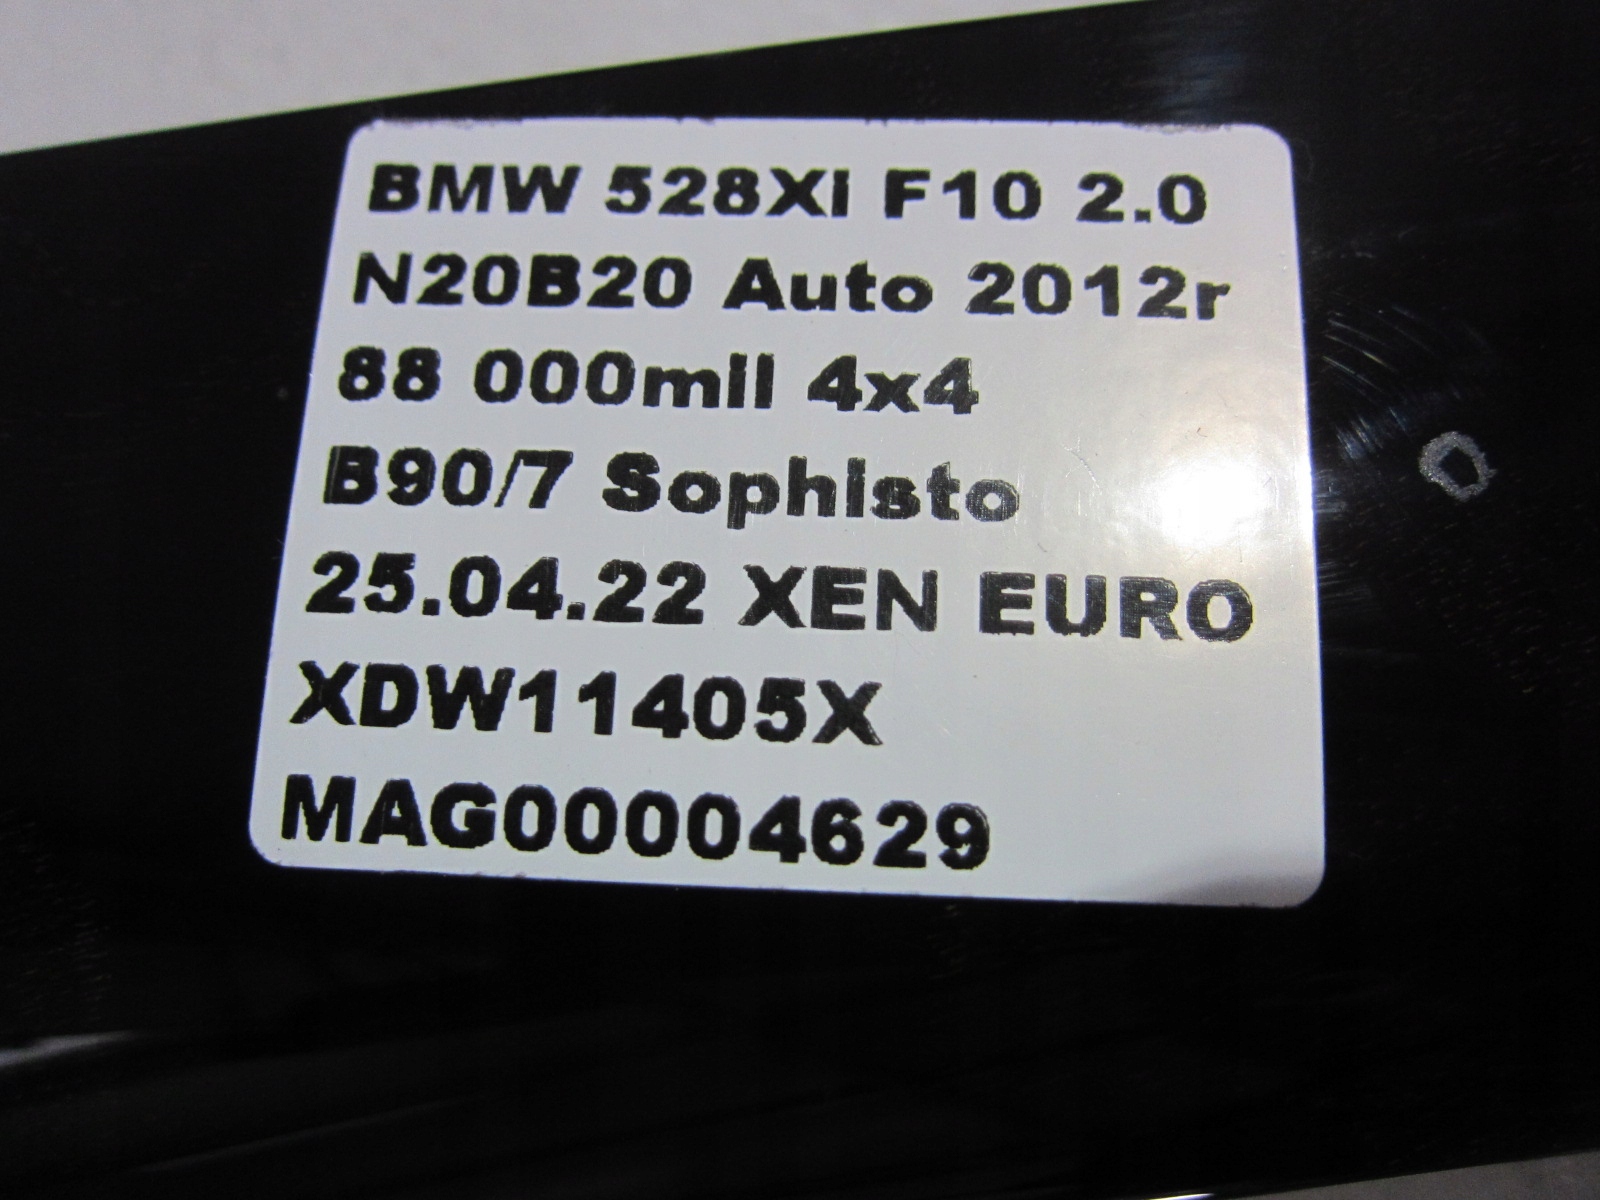 BMW 528Xi F10 2.0
N20B20 Auto 2012r
88 000mil 4x4
B90/7 Sophisto
25.04.22 XEN EURO
XDW11405X
MAG00004629